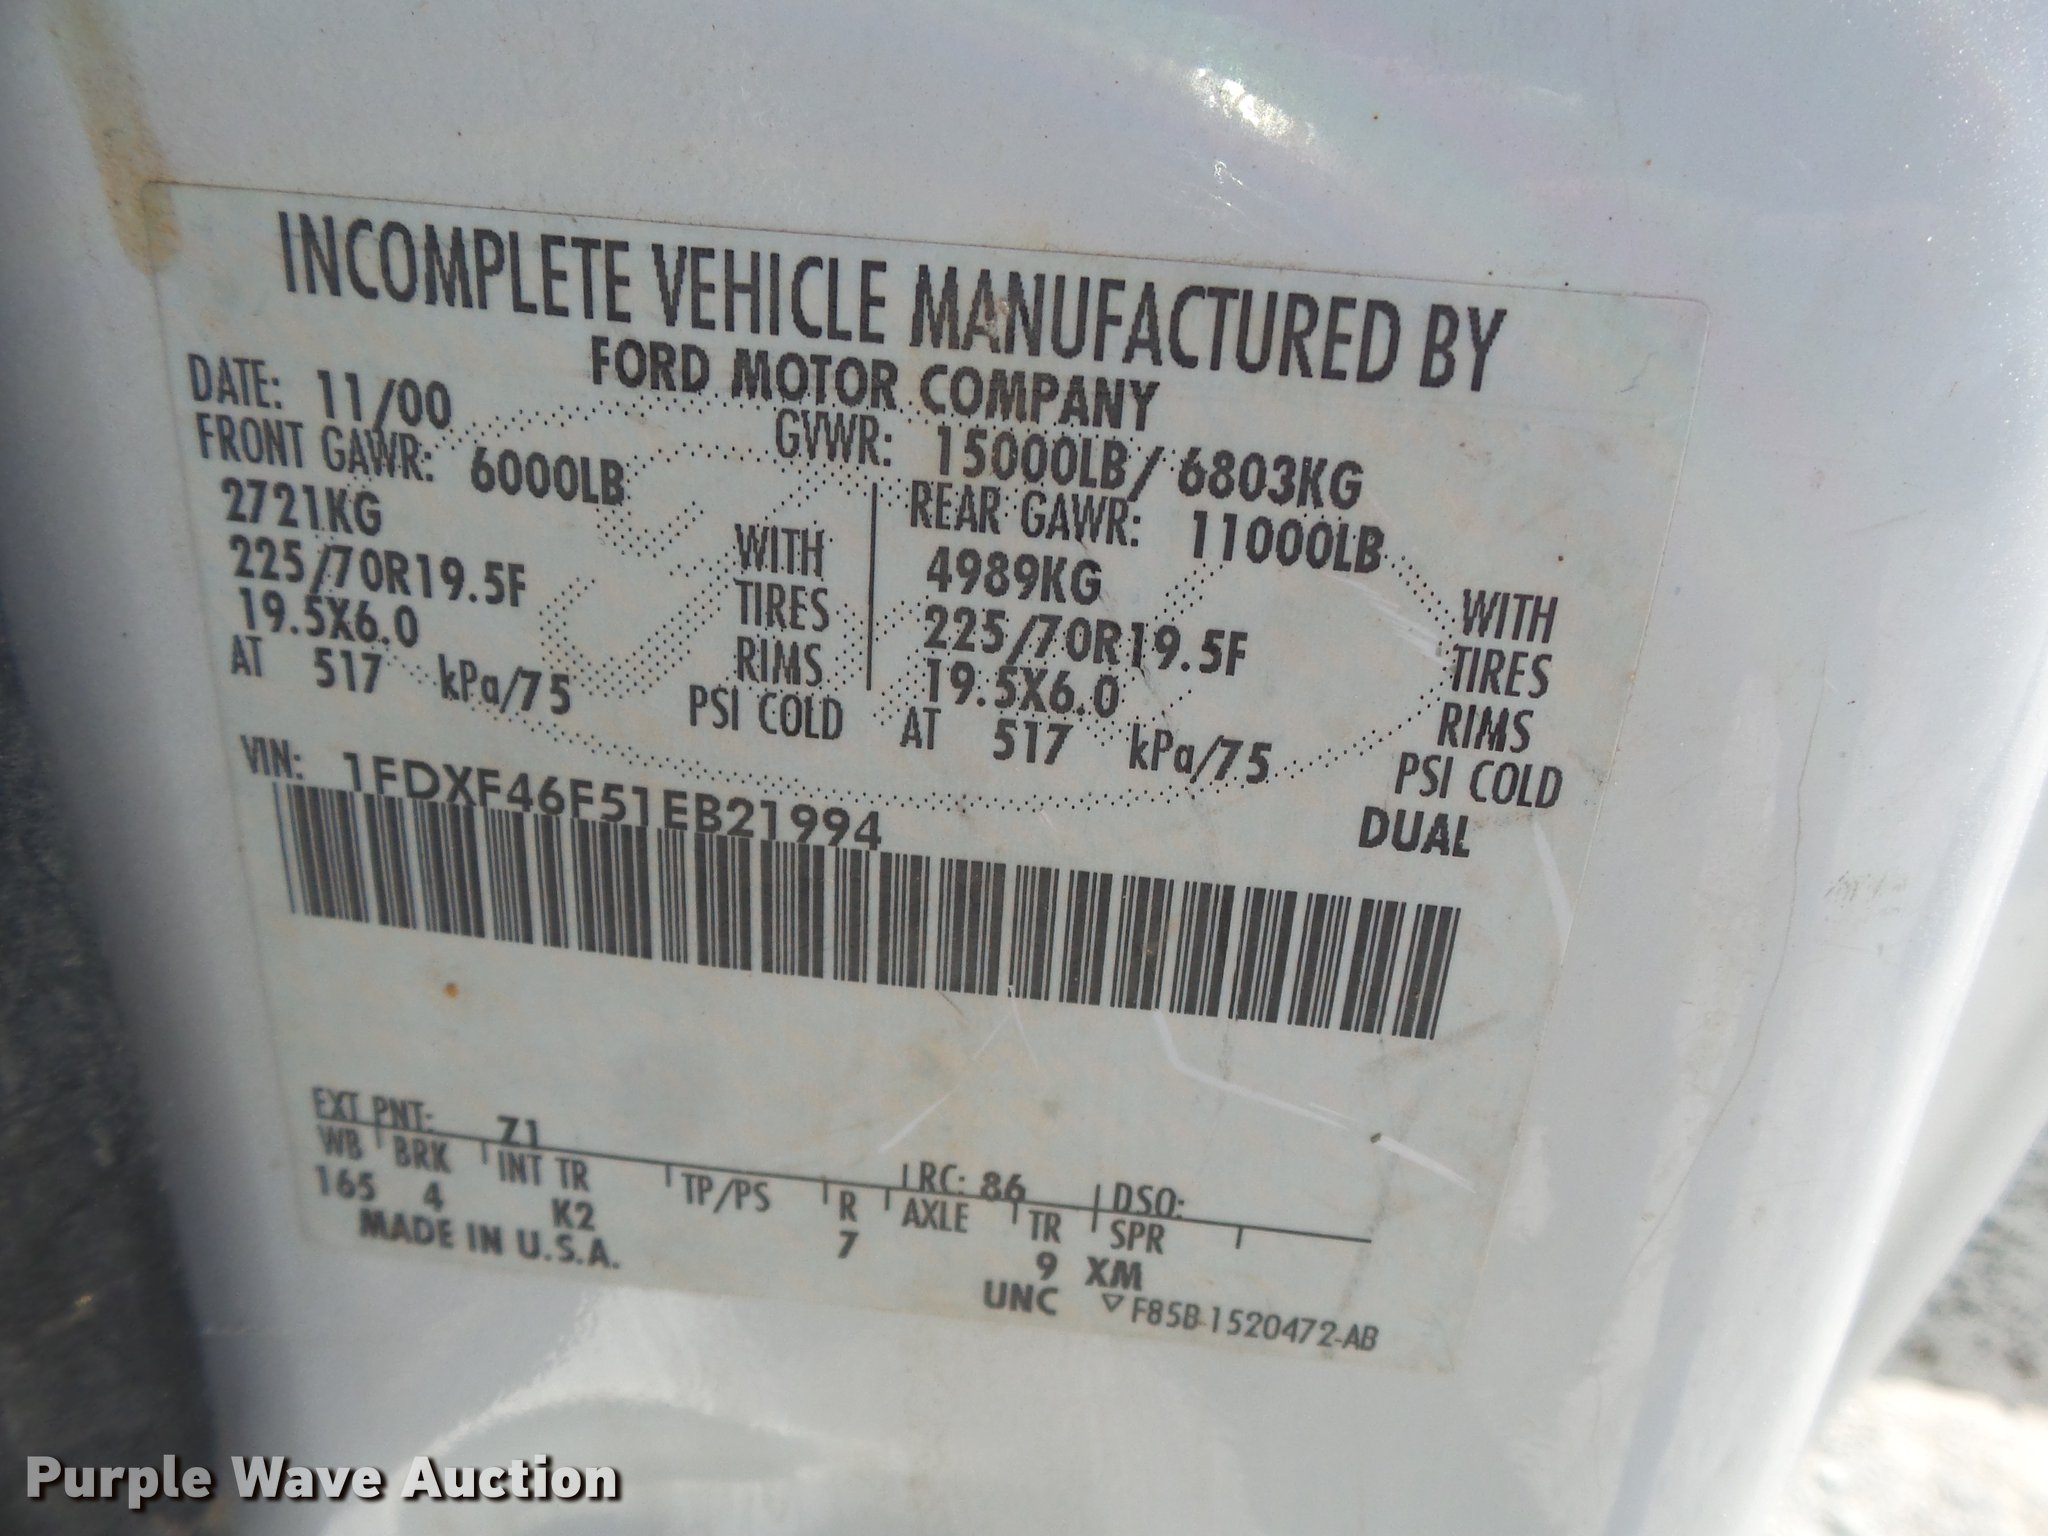 INCOMPLETE VEHICLE MANUFACTURED BY
FORD MOTOR COMPANY
DATE: 11/00
GVWR: 15000LB/ 6803KG
FRONT GAWR: 6000LB
2721KG
WITH
225/70R19.5F
TIRES
19.5X6.0
RIMS
AT 517 kPa/75
PSI COLD
REAR GAWR: 11000LB
4989KG
WITH
225/70R19.5F
TIRES
19.5X6.0
RIMS
AT 517 kPa/75
PSI COLD
DUAL
VIN: 1FDXF46F51EB21994
EXT PNT: Z1 RC: 86 DSO:
WB BRK INT TR TP/PS R AXLE TR SPR
165 4 K2 7 9 XM
MADE IN U.S.A.
UNC
▽F85B-1520472-AB
Purple Wave Auction